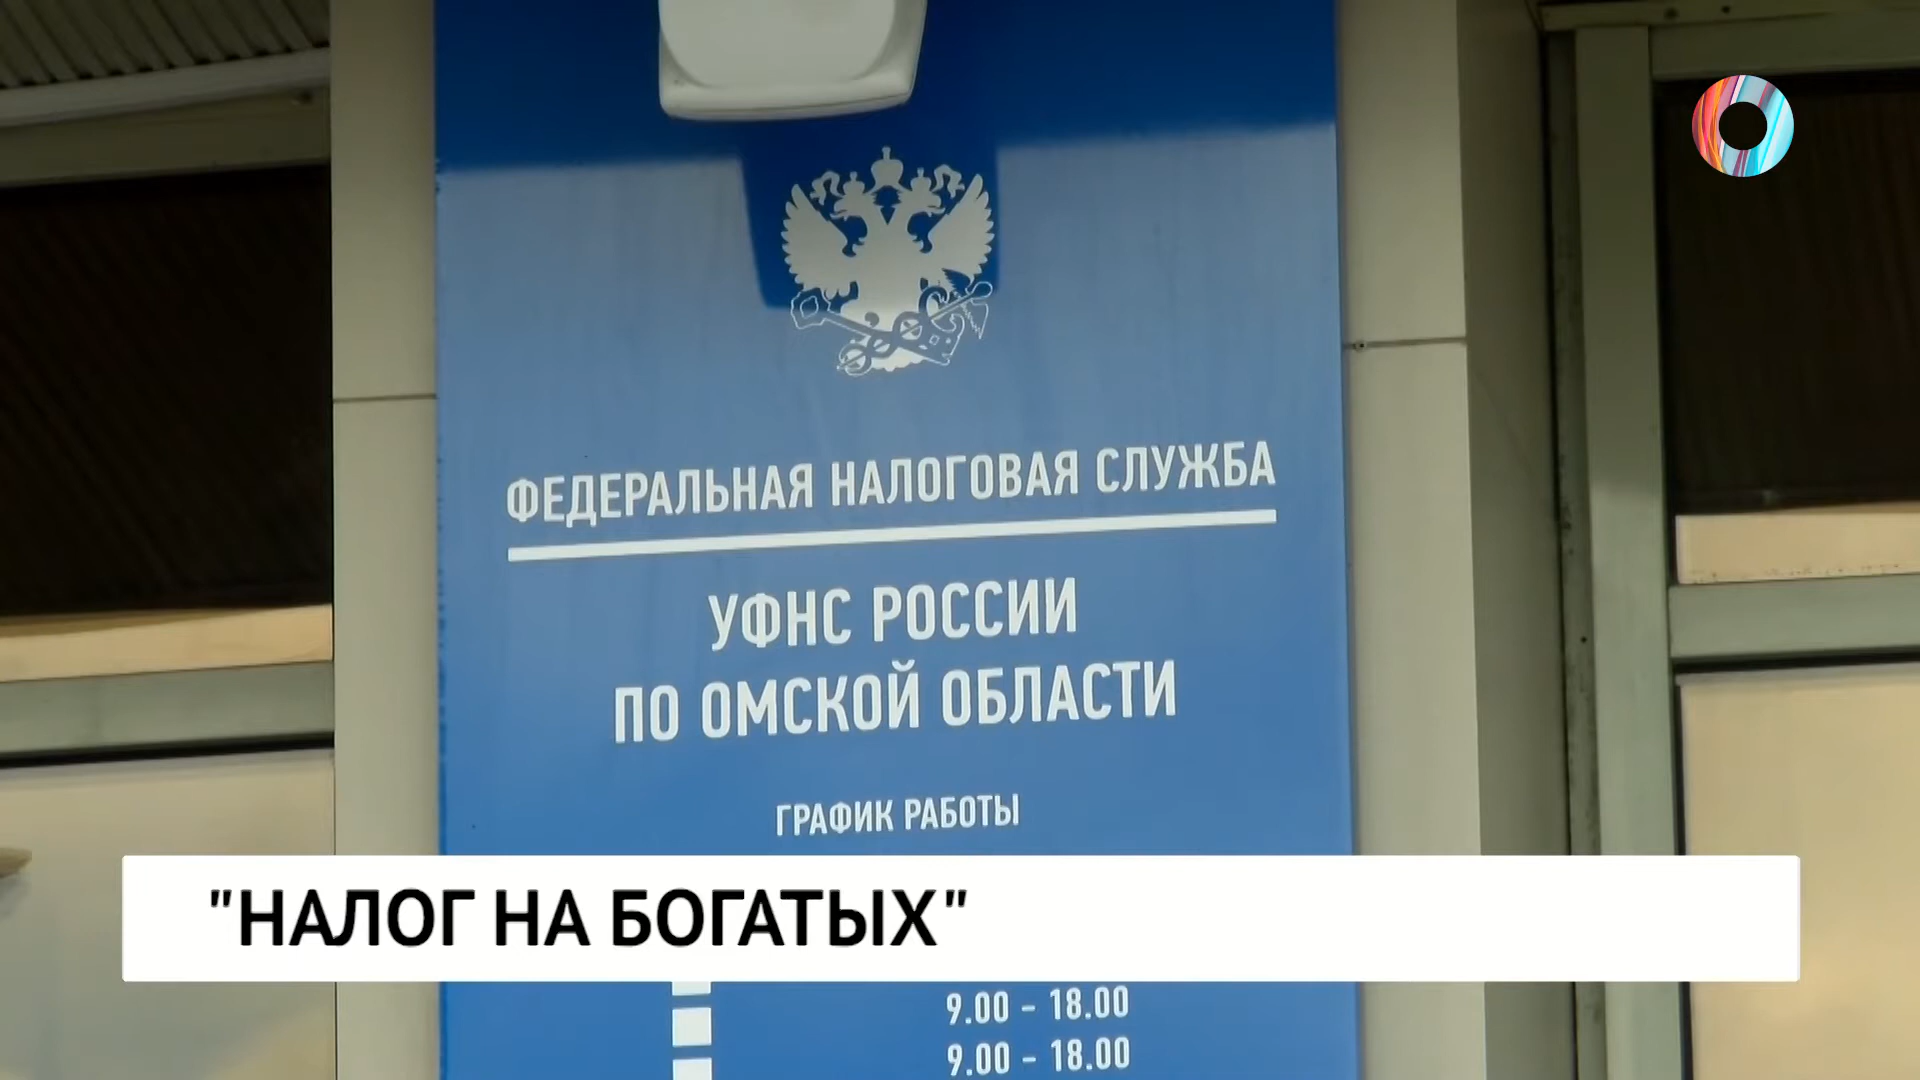 ФЕДЕРАЛЬНАЯ НАЛОГОВАЯ СЛУЖБА
УФНС РОССИИ
ПО ОМСКОЙ ОБЛАСТИ
ГРАФИК РАБОТЫ
"НАЛОГ НА БОГАТЫХ"
9.00 - 18.00
9.00 - 18.00